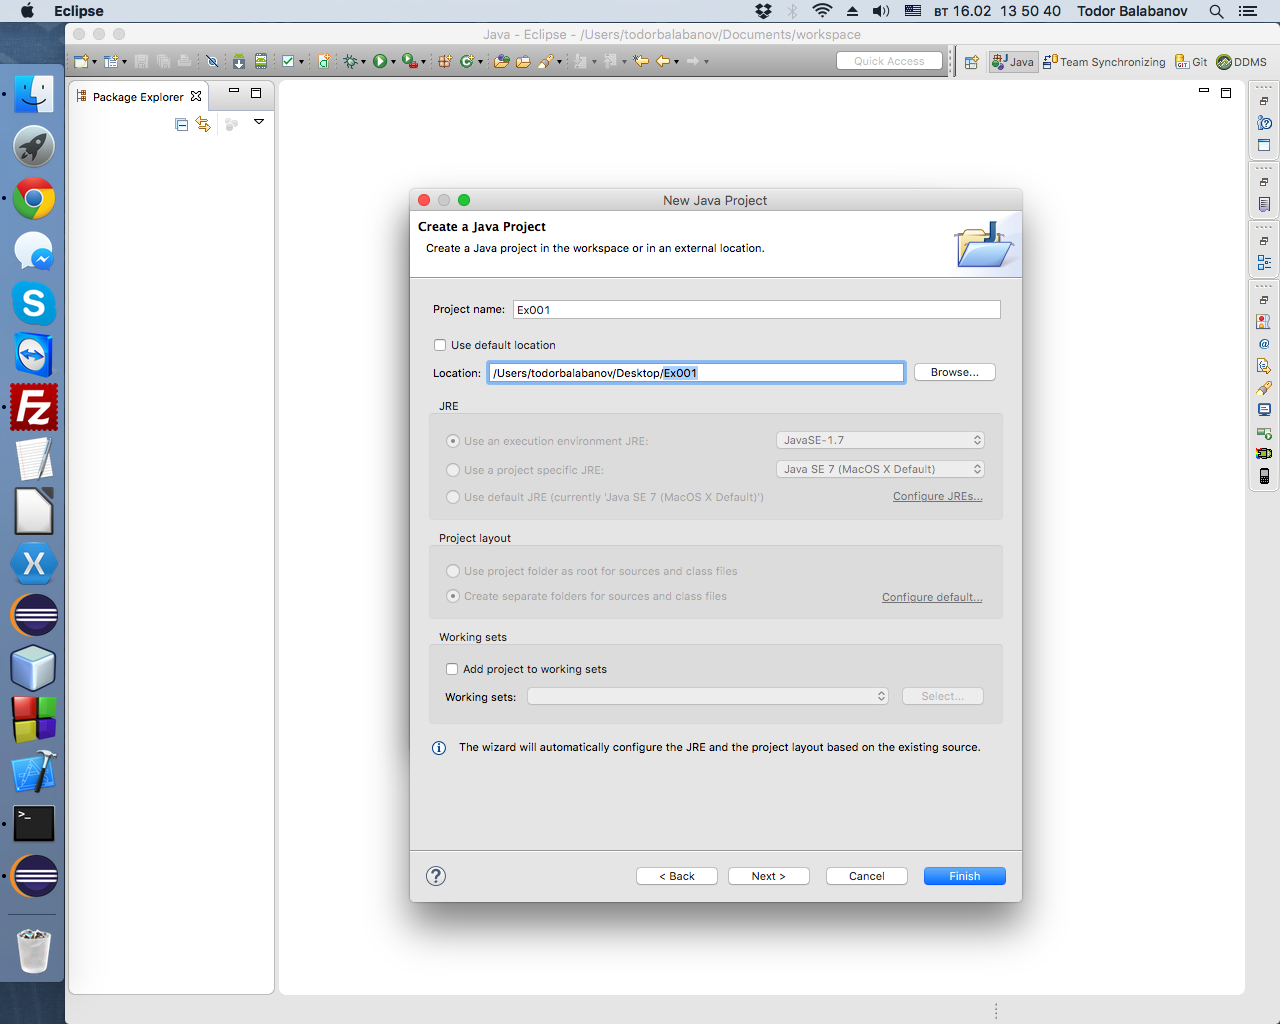 Eclipse
вт 16.02 13 50 40 Todor Balabanov
Java - Eclipse - /Users/todorbalabanov/Documents/workspace
Quick Access
Java
Team Synchronizing
Git
DDMS
Package Explorer
New Java Project
Create a Java Project
Create a Java project in the workspace or in an external location.
Project name: Ex001
Use default location
Location: /Users/todorbalabanov/Desktop/Ex001 Browse...
JRE
Use an execution environment JRE: JavaSE-1.7
Use a project specific JRE: Java SE 7 (MacOS X Default)
Use default JRE (currently 'Java SE 7 (MacOS X Default)') Configure JREs...
Project layout
Use project folder as root for sources and class files
Create separate folders for sources and class files Configure default...
Working sets
Add project to working sets
Working sets: Select...
The wizard will automatically configure the JRE and the project layout based on the existing source.
? < Back Next > Cancel Finish